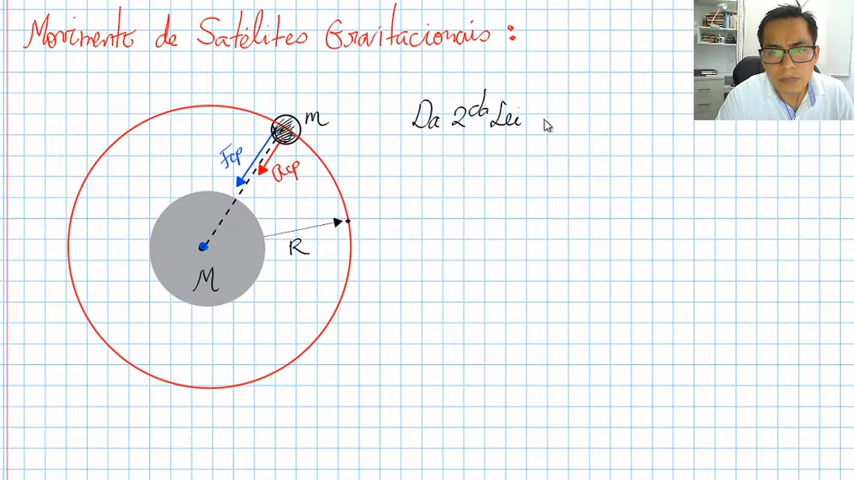 Movimento de Satélites Gravitacionais :
m
Da 2da Lei
Fcp
acp
R
M